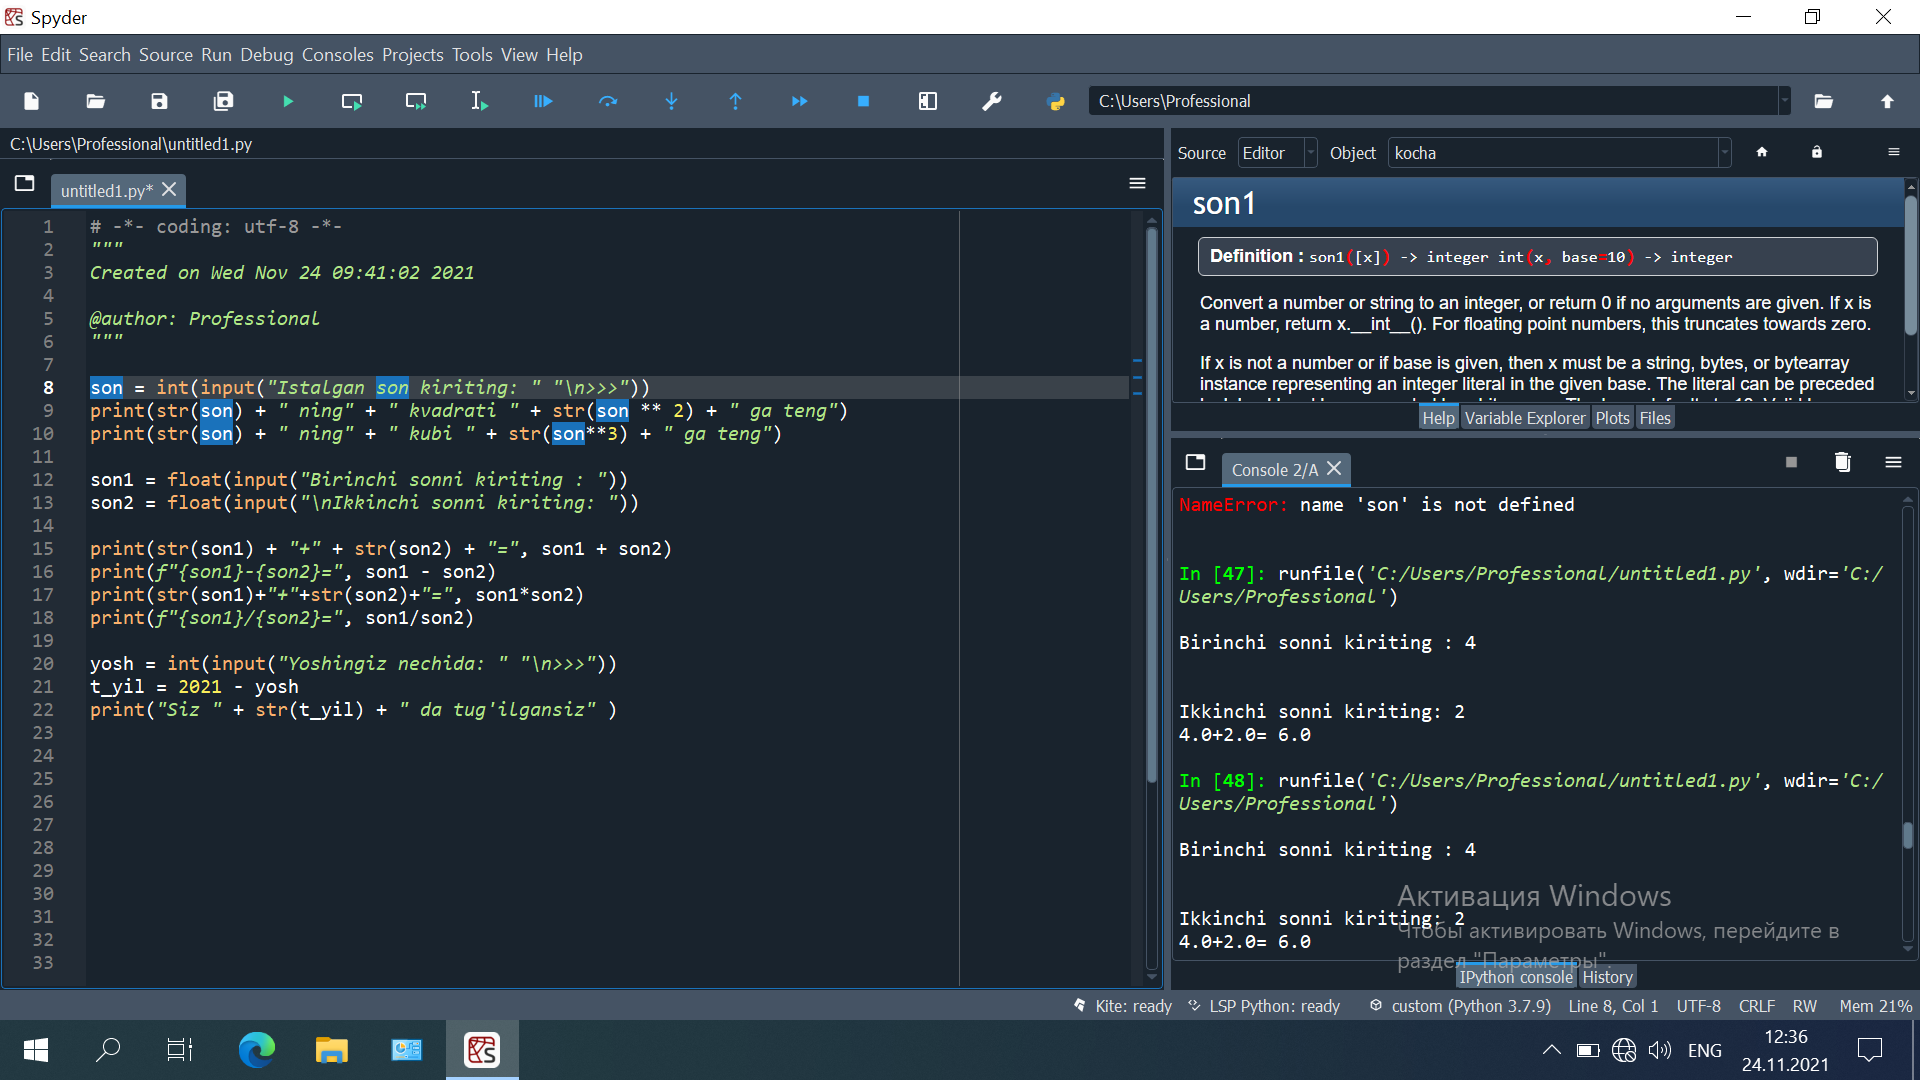 Spyder
File Edit Search Source Run Debug Consoles Projects Tools View Help
C:\Users\Professional
C:\Users\Professional\untitled1.py
untitled1.py*
1 # -*- coding: utf-8 -*-
2 """
3 Created on Wed Nov 24 09:41:02 2021
4
5 @author: Professional
6 """
7
8 son = int(input("Istalgan son kiriting: " "\n>>>"))
9 print(str(son) + " ning"+ " kvadrati " + str(son ** 2) + " ga teng")
10 print(str(son) + " ning"+ " kubi " + str(son**3) + " ga teng")
11
12 son1 = float(input("Birinchi sonni kiriting : "))
13 son2 = float(input("\nIkkinchi sonni kiriting: "))
14
15 print(str(son1) + "+" + str(son2) + "=", son1 + son2)
16 print(f"{son1}-{son2}=", son1 - son2)
17 print(str(son1)+"+"+str(son2)+"=", son1*son2)
18 print(f"{son1}/{son2}=", son1/son2)
19
20 yosh = int(input("Yoshingiz nechida: " "\n>>>"))
21 t_yil = 2021 - yosh
22 print("Siz " + str(t_yil) + " da tug'ilgansiz" )
23
24
25
26
27
28
29
30
31
32
33
Source Editor Object kocha
son1
Definition : son1([x]) -> integer int(x, base=10) -> integer
Convert a number or string to an integer, or return 0 if no arguments are given. If x is
a number, return x.__int__(). For floating point numbers, this truncates towards zero.
If x is not a number or if base is given, then x must be a string, bytes, or bytearray
instance representing an integer literal in the given base. The literal can be preceded
Help Variable Explorer Plots Files
Console 2/A
NameError: name 'son' is not defined
In [47]: runfile('C:/Users/Professional/untitled1.py', wdir='C:/
Users/Professional')
Birinchi sonni kiriting : 4
Ikkinchi sonni kiriting: 2
4.0+2.0= 6.0
In [48]: runfile('C:/Users/Professional/untitled1.py', wdir='C:/
Users/Professional')
Birinchi sonni kiriting : 4
Ikkinchi sonni kiriting: 2
4.0+2.0= 6.0
Активация Windows
Чтобы активировать Windows, перейдите в
раздел "Параметры".
IPython console History
Kite: ready LSP Python: ready custom (Python 3.7.9) Line 8, Col 1 UTF-8 CRLF RW Mem 21%
ENG
12:36
24.11.2021